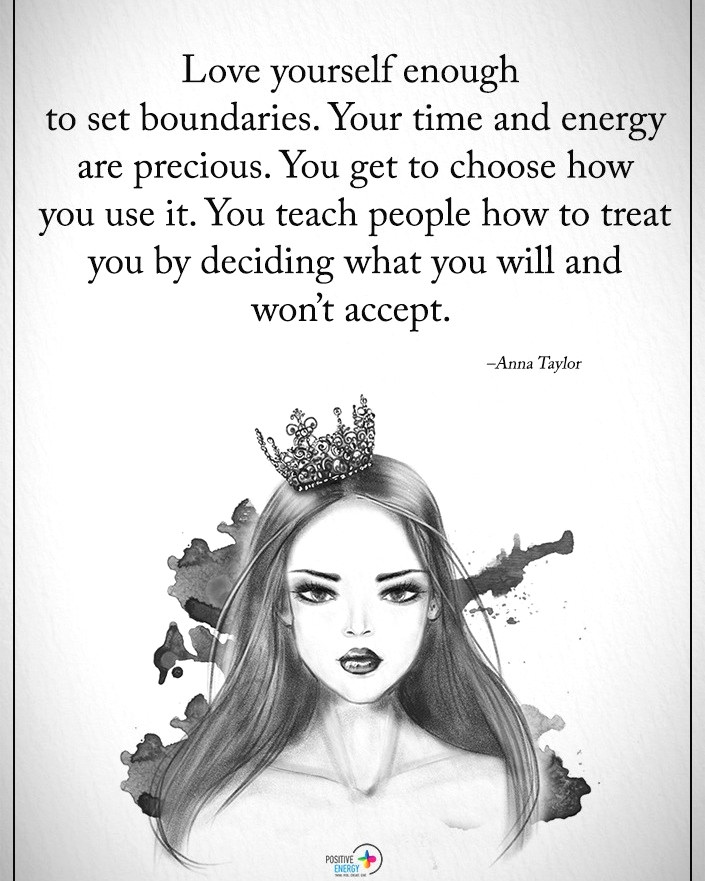 Love yourself enough
to set boundaries. Your time and energy
are precious. You get to choose how
you use it. You teach people how to treat
you by deciding what you will and
won't accept.
–Anna Taylor
POSITIVE
ENERGY